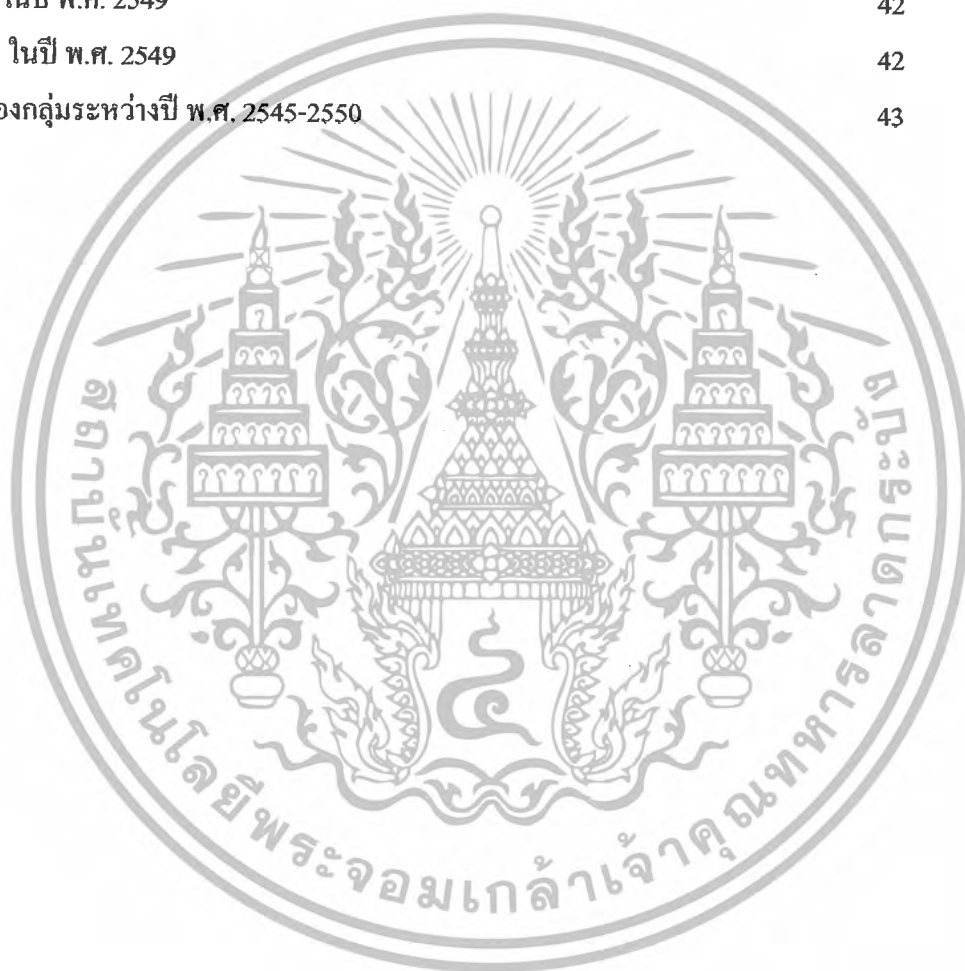 ในปี พ.ศ. 2549 42
ในปี พ.ศ. 2549 42
องกลุ่มระหว่างปี พ.ศ. 2545-2550 43
สถาบันเทคโนโลยีพระจอมเกล้าเจ้าคุณทหารลาดกระบัง
๔